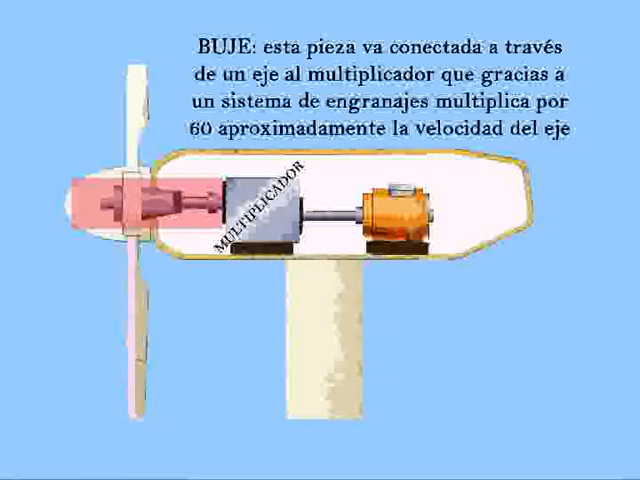 BUJE: esta pieza va conectada a través
de un eje al multiplicador que gracias a
un sistema de engranajes multiplica por
60 aproximadamente la velocidad del eje
MULTIPLICADOR